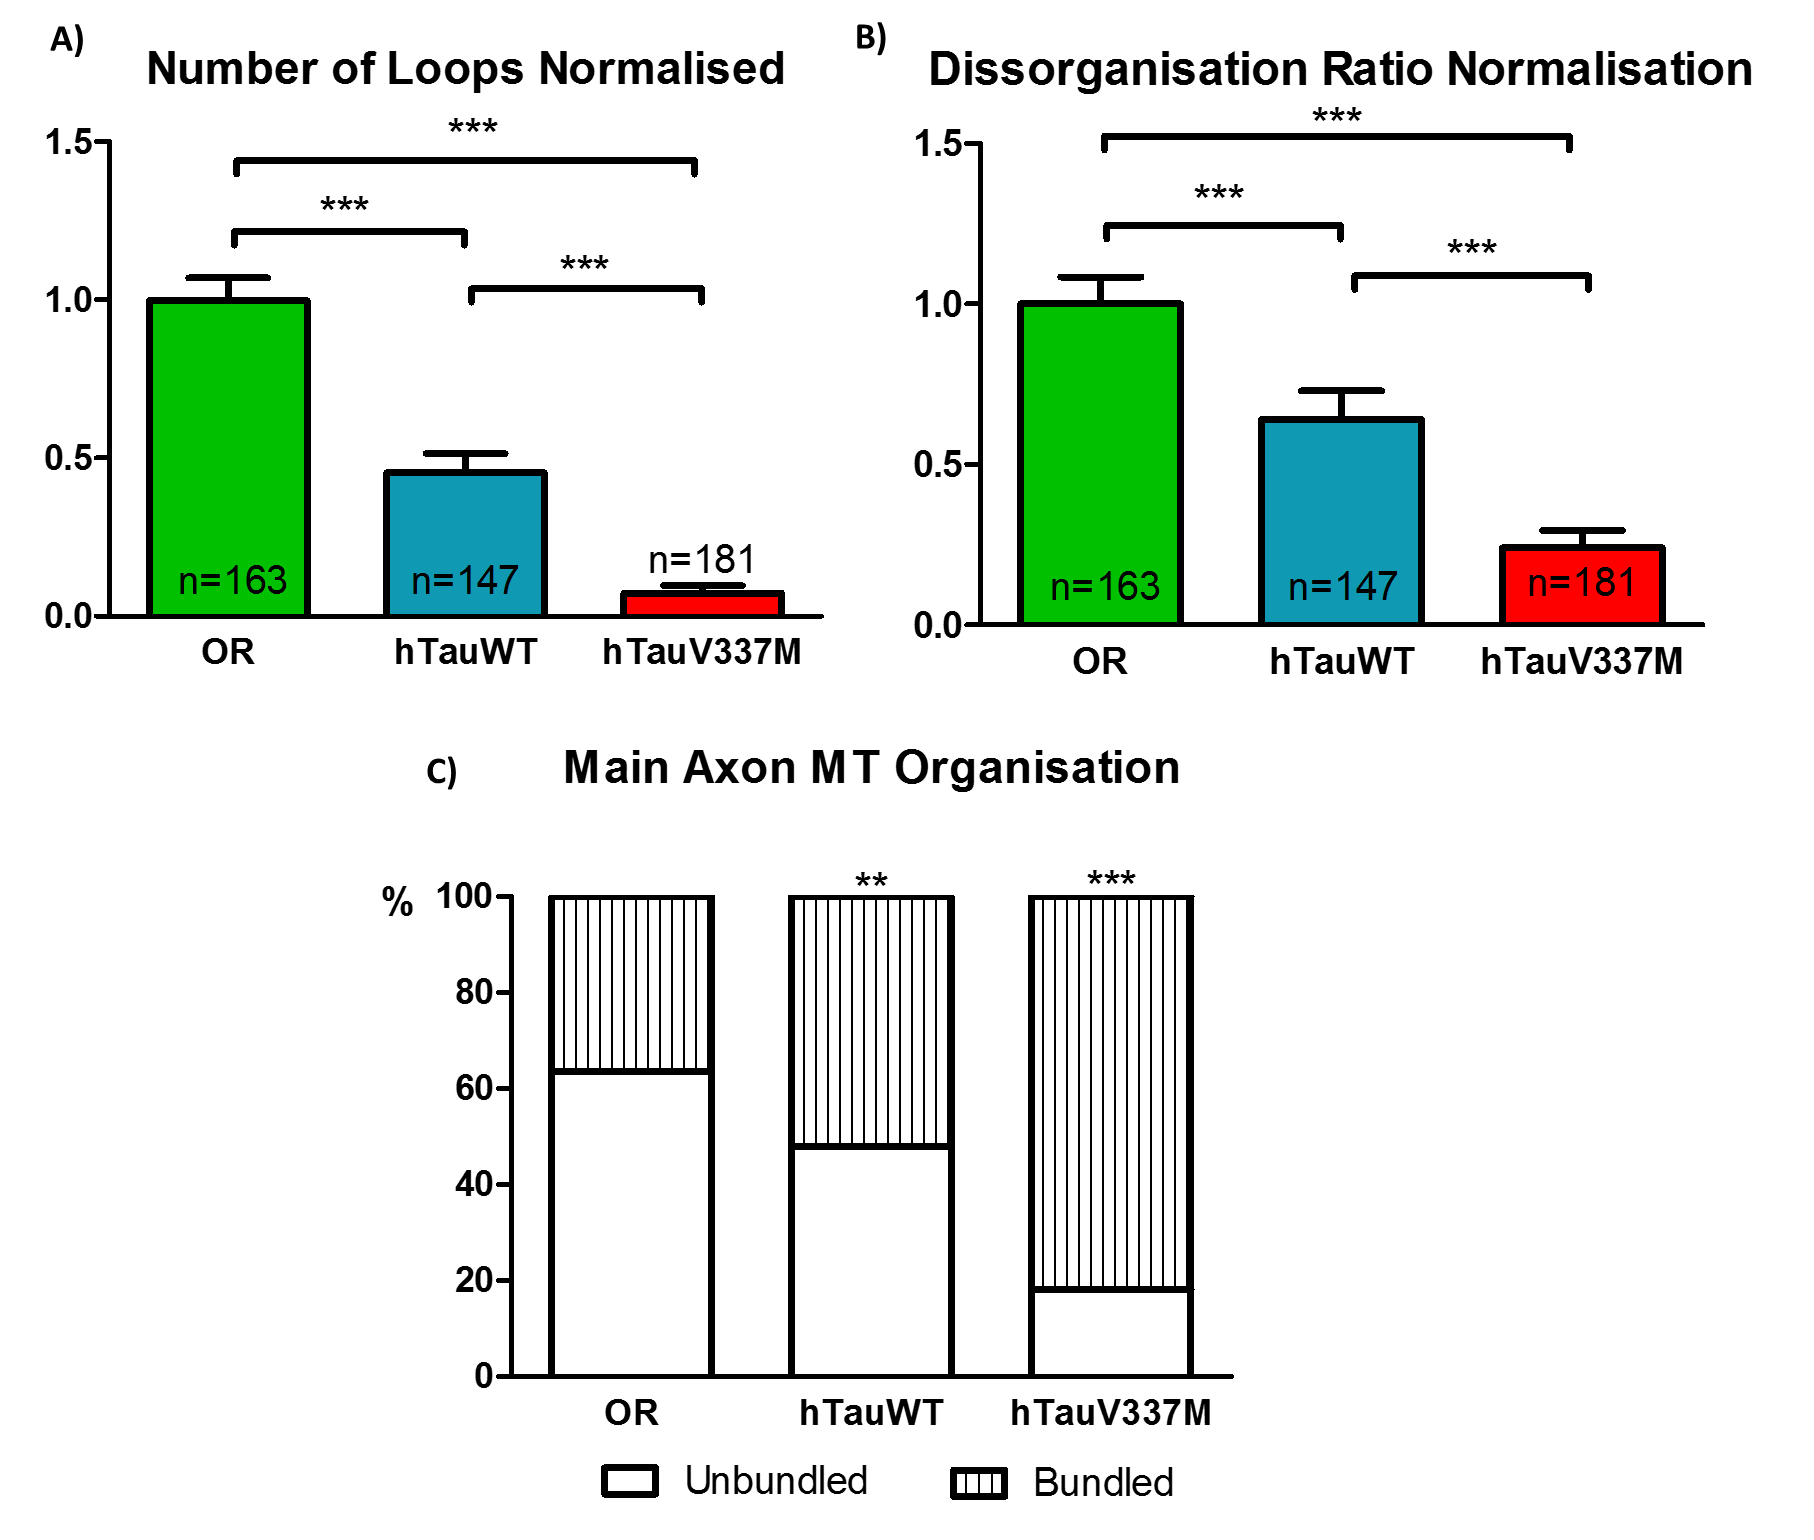 A)
Number of Loops Normalised
***
1.5
***
***
1.0
0.5
n=181
n=163
n=147
0.0
OR hTauWT hTauV337M
B)
Dissorganisation Ratio Normalisation
***
1.5
***
***
1.0
0.5
n=163
n=147
n=181
0.0
OR hTauWT hTauV337M
C)
Main Axon MT Organisation
** ***
% 100
80
60
40
20
0
OR hTauWT hTauV337M
Unbundled Bundled